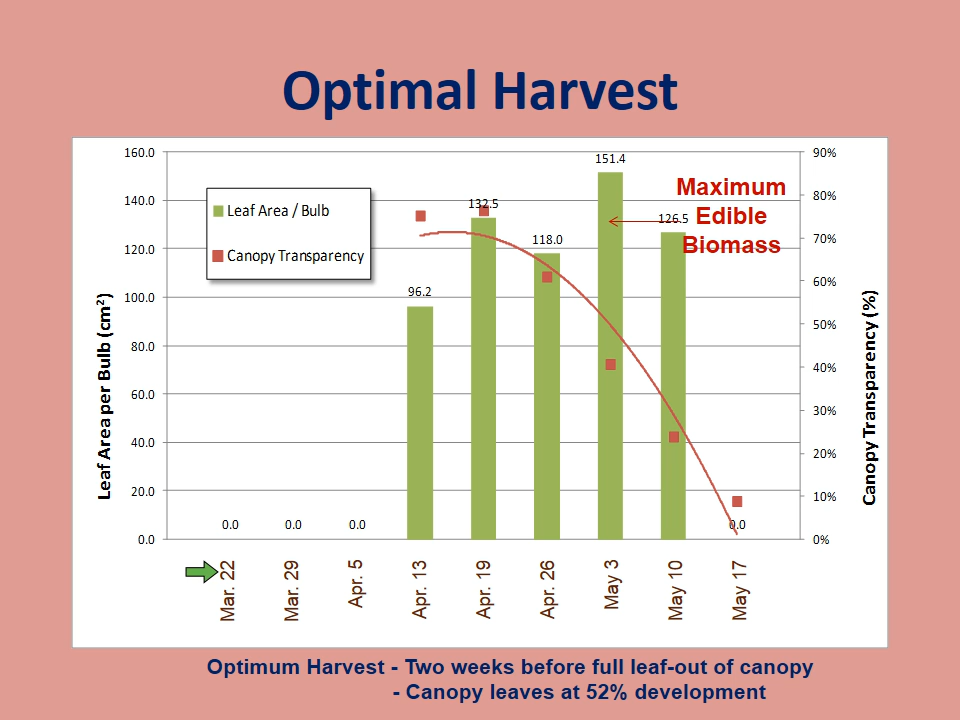 Optimal Harvest
160.0
140.0
120.0
100.0
80.0
60.0
40.0
20.0
0.0
Leaf Area per Bulb (cm²)
Leaf Area / Bulb
Canopy Transparency
0.0
0.0
0.0
96.2
132.5
118.0
151.4
126.5
0.0
Maximum
Edible
Biomass
90%
80%
70%
60%
50%
40%
30%
20%
10%
0%
Canopy Transparency (%)
Mar. 22
Mar. 29
Apr. 5
Apr. 13
Apr. 19
Apr. 26
May 3
May 10
May 17
Optimum Harvest - Two weeks before full leaf-out of canopy
- Canopy leaves at 52% development